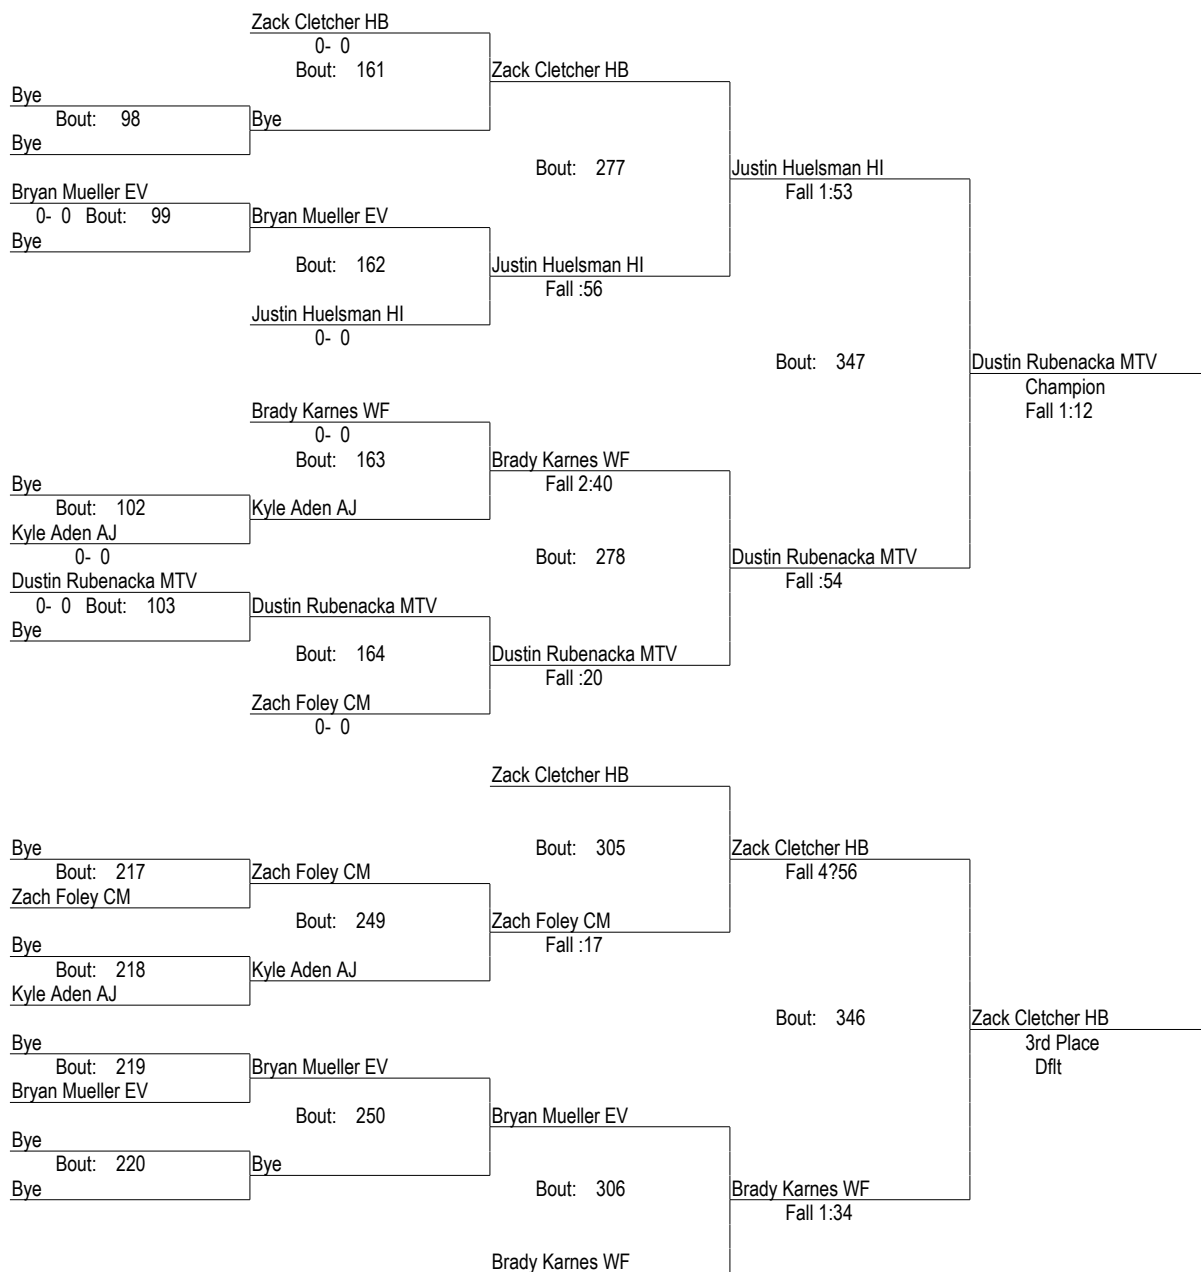 Zack Cletcher HB
0- 0
Bout: 161 Zack Cletcher HB
Bye
Bout: 98 Bye
Bye
Bout: 277 Justin Huelsman HI
Bryan Mueller EV Fall 1:53
0- 0 Bout: 99 Bryan Mueller EV
Bye
Bout: 162 Justin Huelsman HI
Fall :56
Justin Huelsman HI
0- 0
Bout: 347 Dustin Rubenacka MTV
Champion
Brady Karnes WF Fall 1:12
0- 0
Bout: 163 Brady Karnes WF
Bye Fall 2:40
Bout: 102 Kyle Aden AJ
Kyle Aden AJ
0- 0 Bout: 278 Dustin Rubenacka MTV
Dustin Rubenacka MTV Fall :54
0- 0 Bout: 103 Dustin Rubenacka MTV
Bye
Bout: 164 Dustin Rubenacka MTV
Fall :20
Zach Foley CM
0- 0
Zack Cletcher HB
Bye Bout: 305 Zack Cletcher HB
Bout: 217 Zach Foley CM Fall 4?56
Zach Foley CM
Bout: 249 Zach Foley CM
Bye Fall :17
Bout: 218 Kyle Aden AJ
Kyle Aden AJ
Bout: 346 Zack Cletcher HB
Bye 3rd Place
Bout: 219 Bryan Mueller EV Dflt
Bryan Mueller EV
Bout: 250 Bryan Mueller EV
Bye
Bout: 220 Bye
Bye Bout: 306 Brady Karnes WF
Fall 1:34
Brady Karnes WF